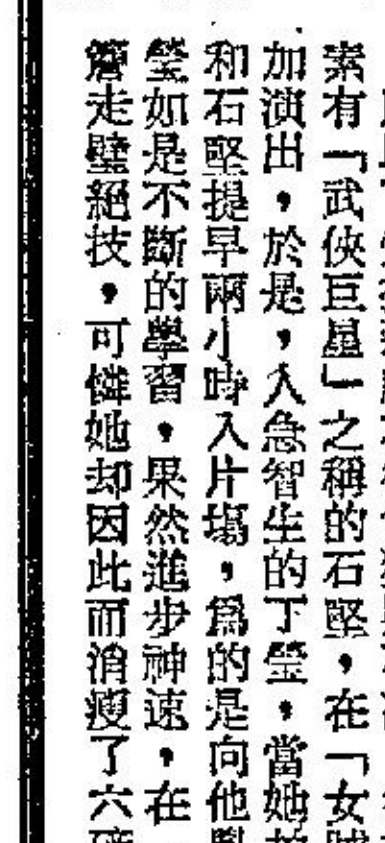 素有「武俠巨星」之稱的石堅，在「女
加演出，於是，人急智生的丁瑩，當她
和石堅提早兩小時入片塲，爲的是向他
瑩如是不斷的學習，果然進步神速，在
簷走壁絕技，可憐她却因此而消瘦了六